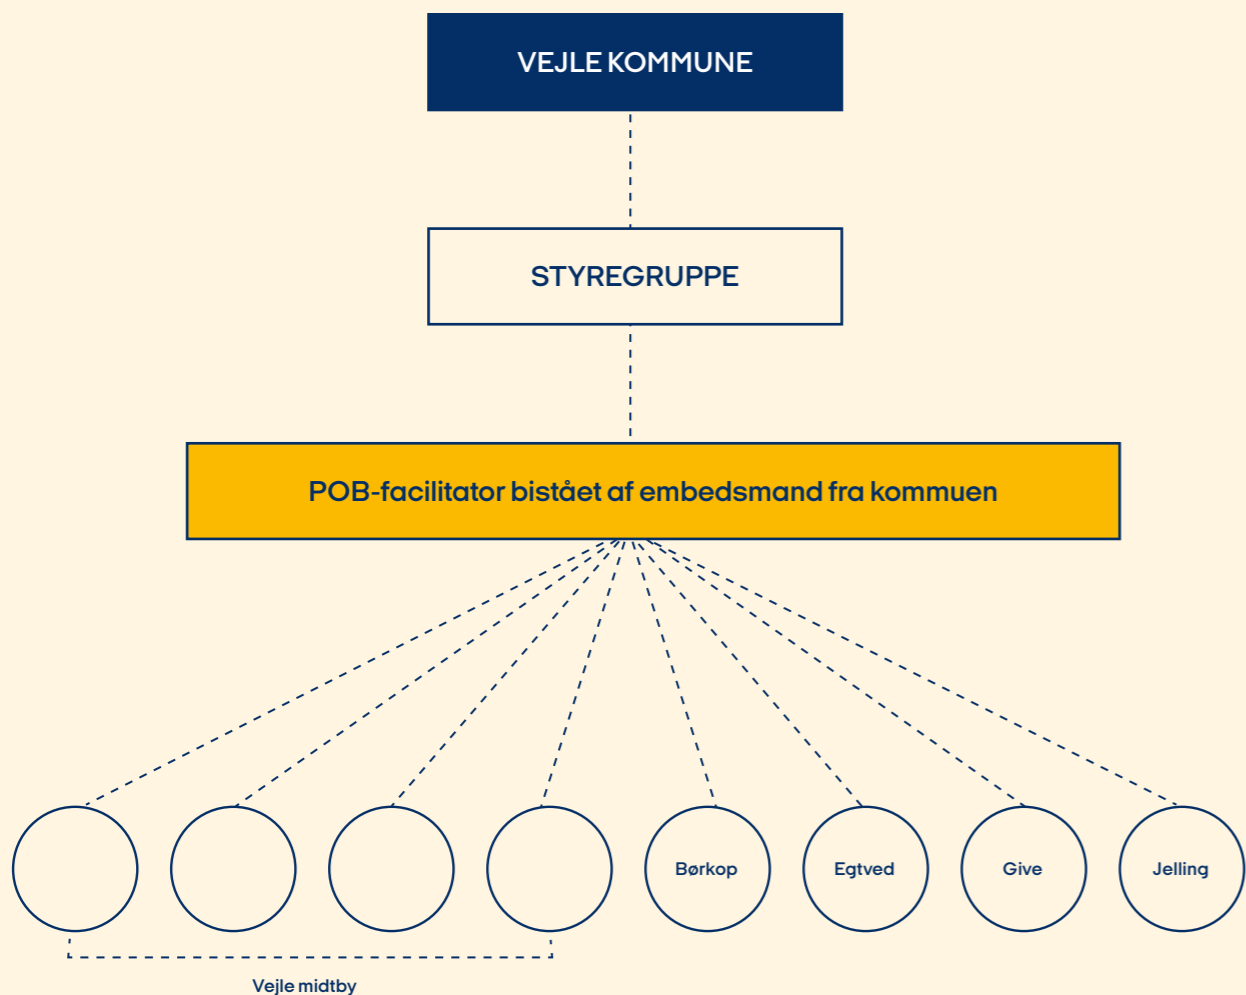 VEJLE KOMMUNE
STYREGRUPPE
POB-facilitator bistået af embedsmand fra kommuen
Børkop
Egtved
Give
Jelling
Vejle midtby